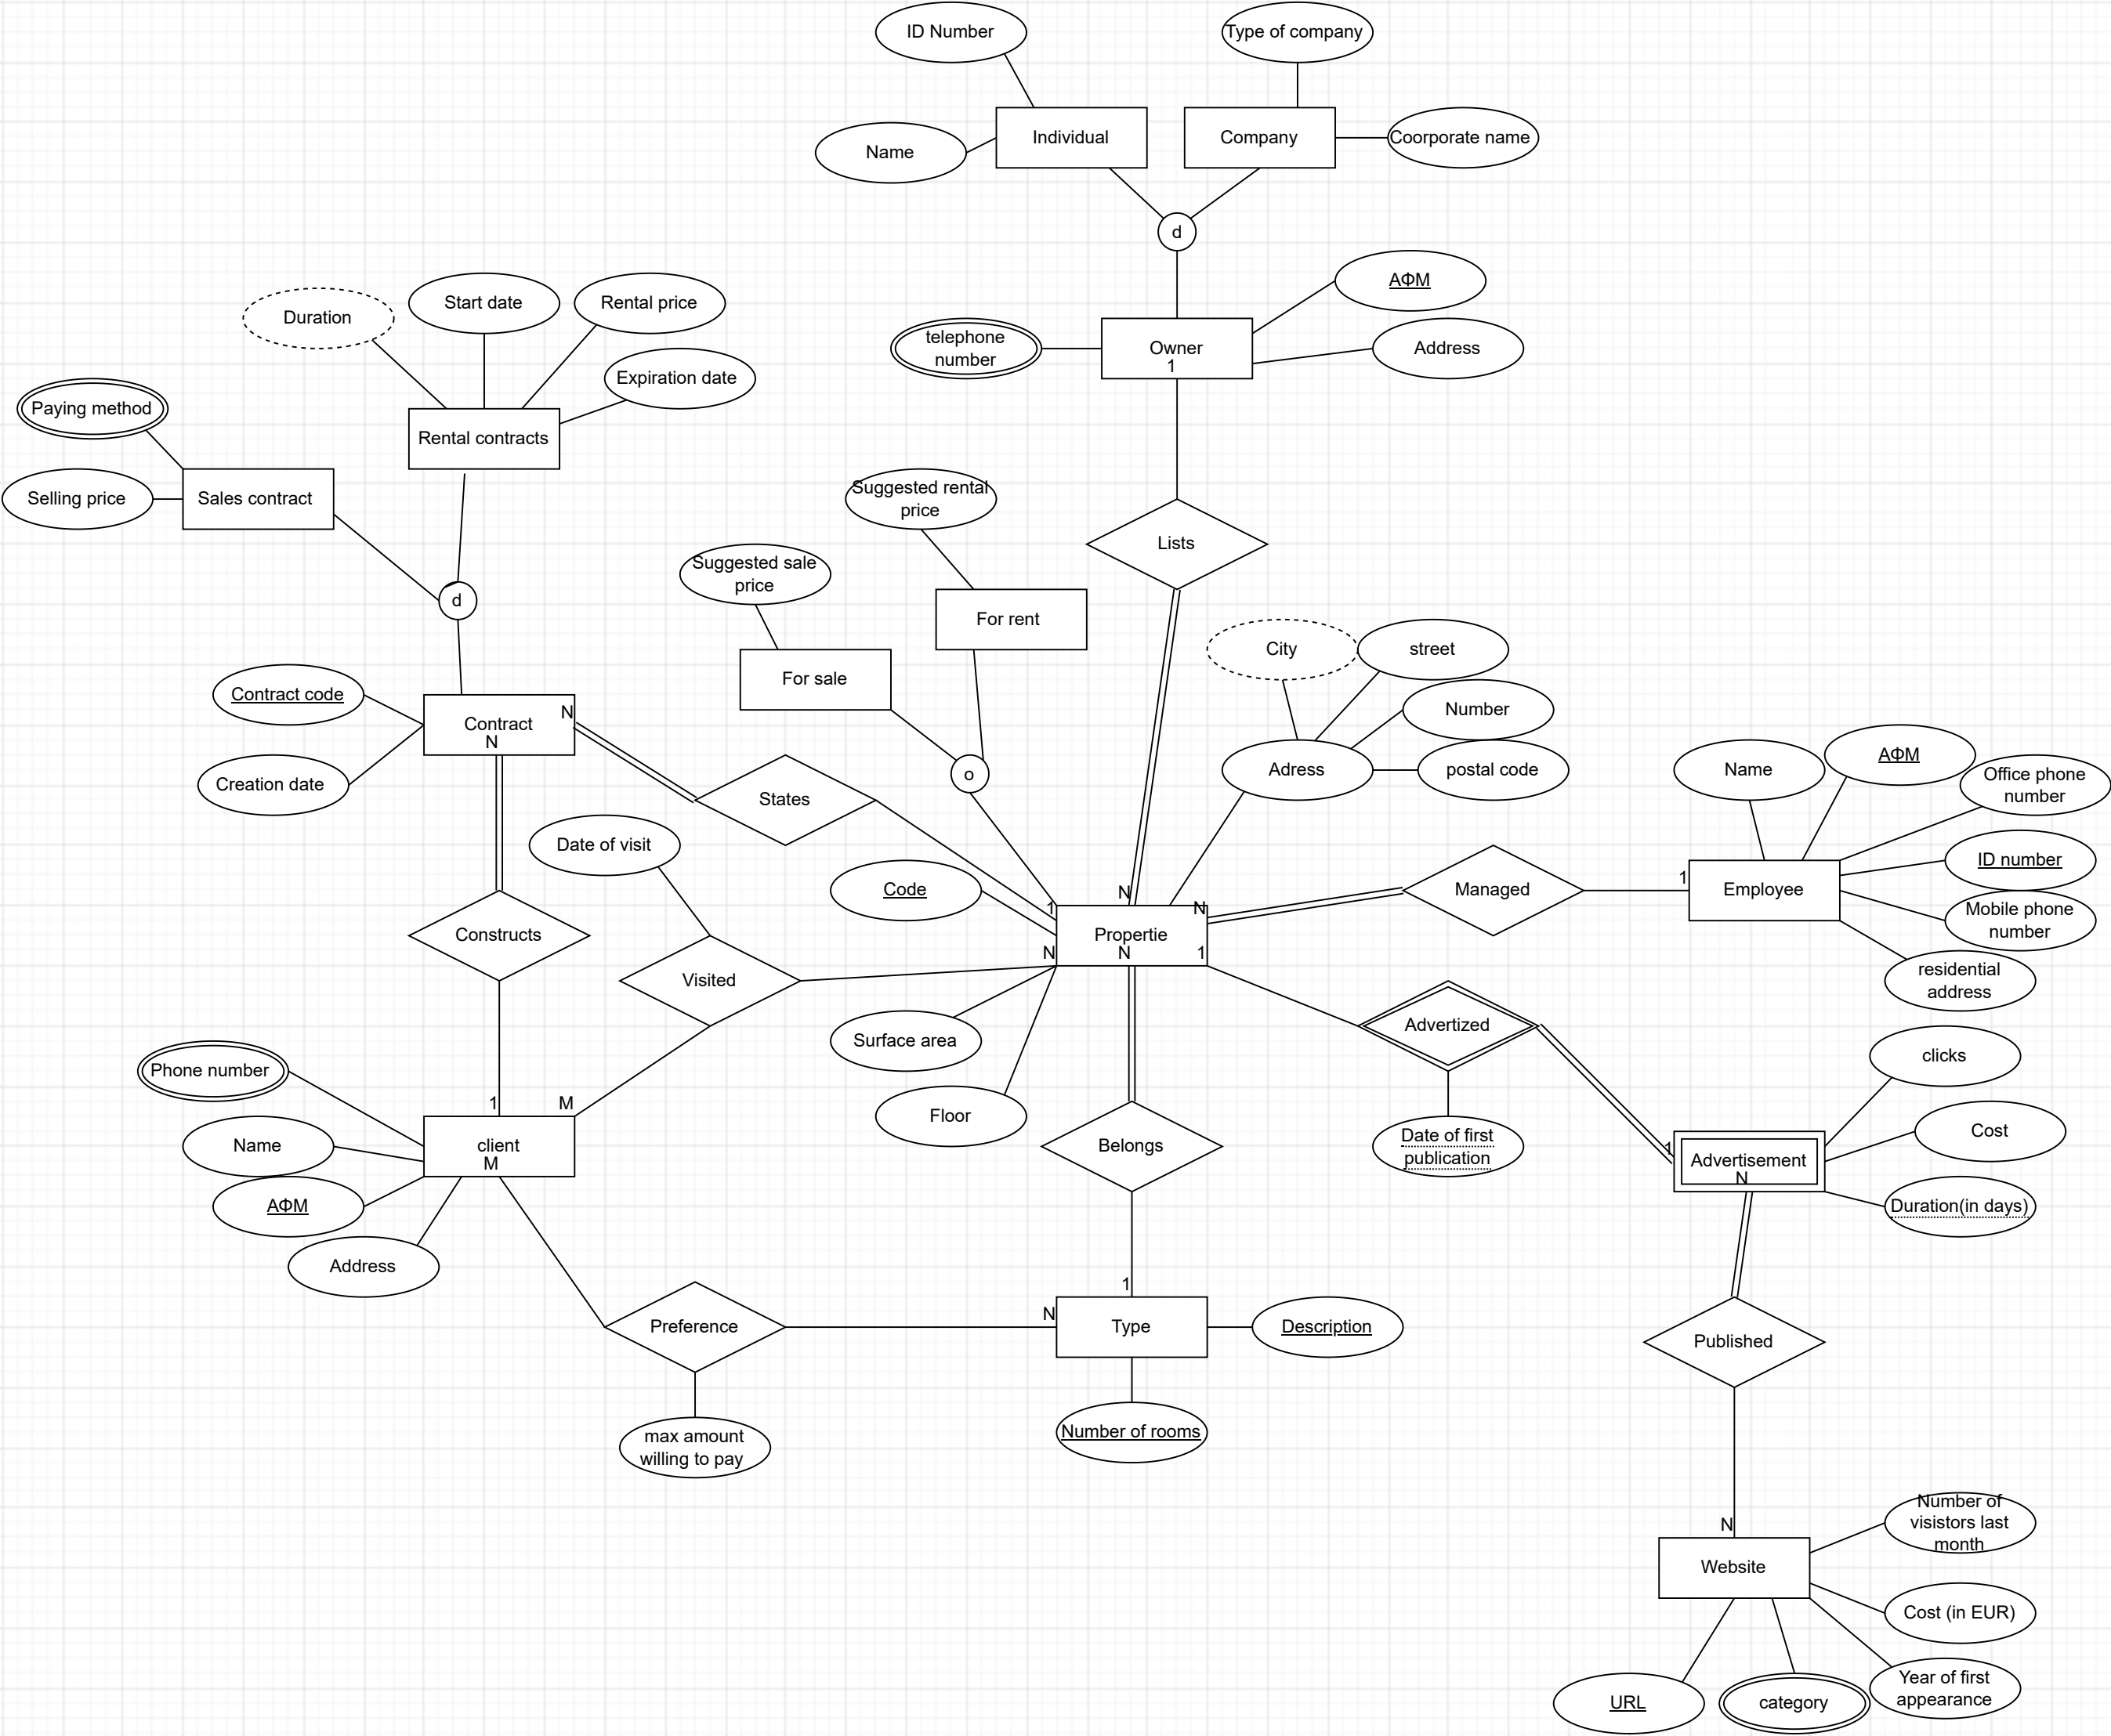 ID Number
Type of company
Individual
Company
Coorporate name
Name
d
ΑΦΜ
telephone
number
Owner
1
Address
Duration
Start date
Rental price
Expiration date
Paying method
Rental contracts
Selling price
Sales contract
Suggested rental
price
Lists
Suggested sale
price
d
For rent
For sale
City
street
Contract code
Number
Contract
N
N
States
o
Adress
postal code
Creation date
Name
ΑΦΜ
Office phone
number
Date of visit
Code
Managed
1
Employee
ID number
Mobile phone
number
residential
address
Constructs
1
N
N
Propertie
N
N
1
Visited
Surface area
Advertized
clicks
Phone number
Floor
Belongs
Date of first
publication
Cost
1
M
Name
client
M
1
Advertisement
N
Duration(in days)
ΑΦΜ
Address
Preference
N
1
Type
Description
Published
max amount
willing to pay
Number of rooms
N
Number of
visistors last
month
Website
Cost (in EUR)
URL
category
Year of first
appearance